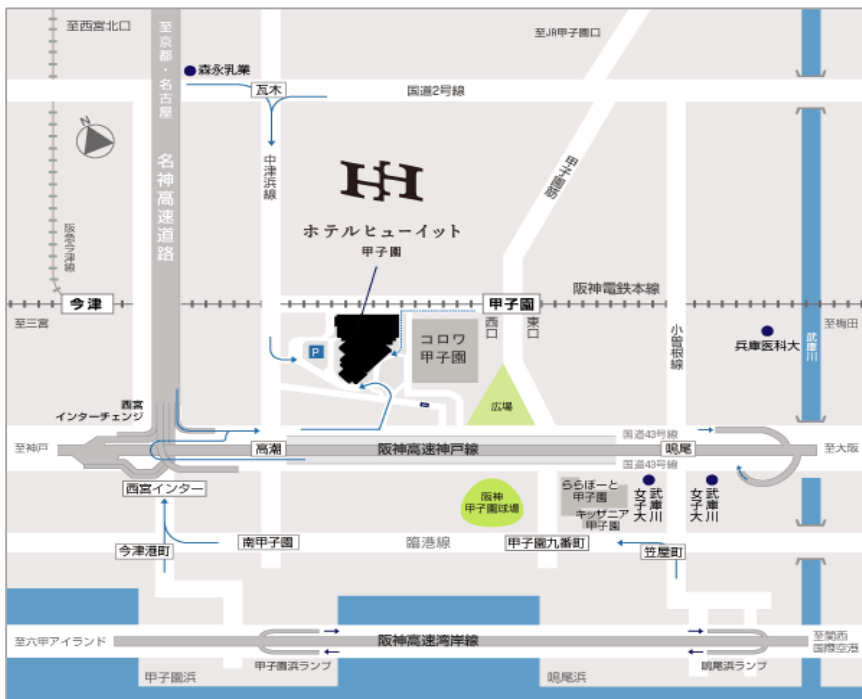 至西宮北口
至京都・名古屋
至JR甲子園口
森永乳業
瓦木
国道2号線
N
名神高速道路
中津浜線
甲子園筋
阪急今津線
ホテルヒューイット
甲子園
阪神電鉄本線
今津
甲子園
至三宮
至梅田
P
コロワ
甲子園
西口
東口
小曽根線
兵庫医科大
武庫川
西宮
インターチェンジ
広場
国道43号線
至神戸
高潮
阪神高速神戸線
鳴尾
至大阪
国道43号線
西宮インター
阪神
甲子園球場
ららぽーと
甲子園
キッザニア
甲子園
武庫川
女子大
武庫川
女子大
今津港町
南甲子園
臨港線
甲子園九番町
笠屋町
至六甲アイランド
阪神高速湾岸線
至関西
国際空港
甲子園浜ランプ
鳴尾浜ランプ
甲子園浜
鳴尾浜